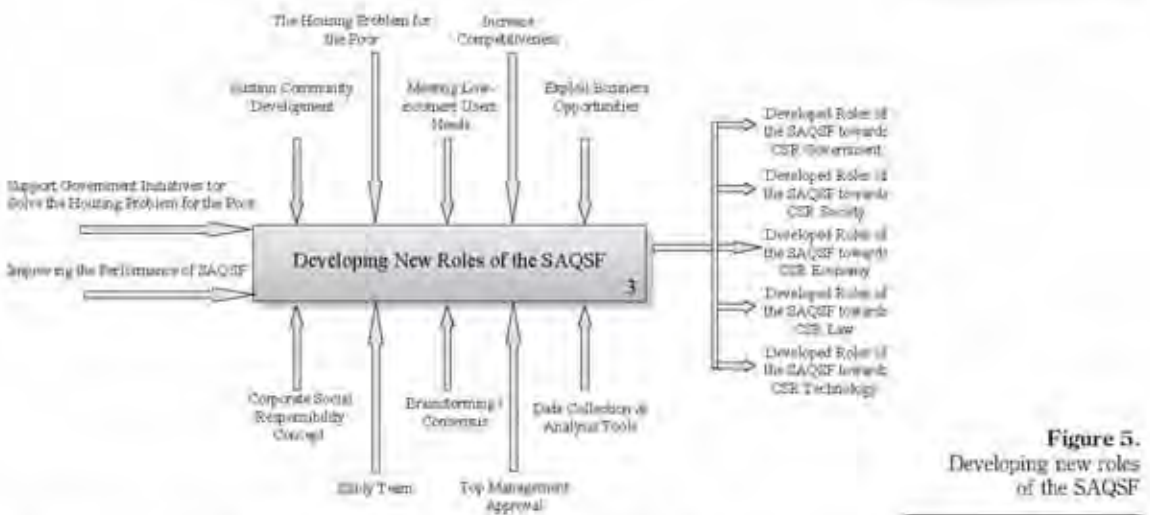 The Housing Problem for
the Poor
Increase
Competitiveness
Sustain Community
Development
Meeting Low-
Users
Needs
Exploit Business
Opportunities
Support Government Initiatives for
Solve the Housing Problem for the Poor
Improving the Performance of SAQSF
Developing New Roles of the SAQSF
3
Developed Roles of
the SAQSF towards
CSR Government
Developed Roles of
the SAQSF towards
CSR Society
Developed Roles of
the SAQSF towards
CSR Economy
Developed Roles of
the SAQSF towards
CSR Law
Developed Roles of
the SAQSF towards
CSR Technology
Corporate Social
Responsibility
Concept
Consensus
Data Collection &
Analysis Tools
Study Team
Top Management
Approval
Figure 5.
Developing new roles
of the SAQSF